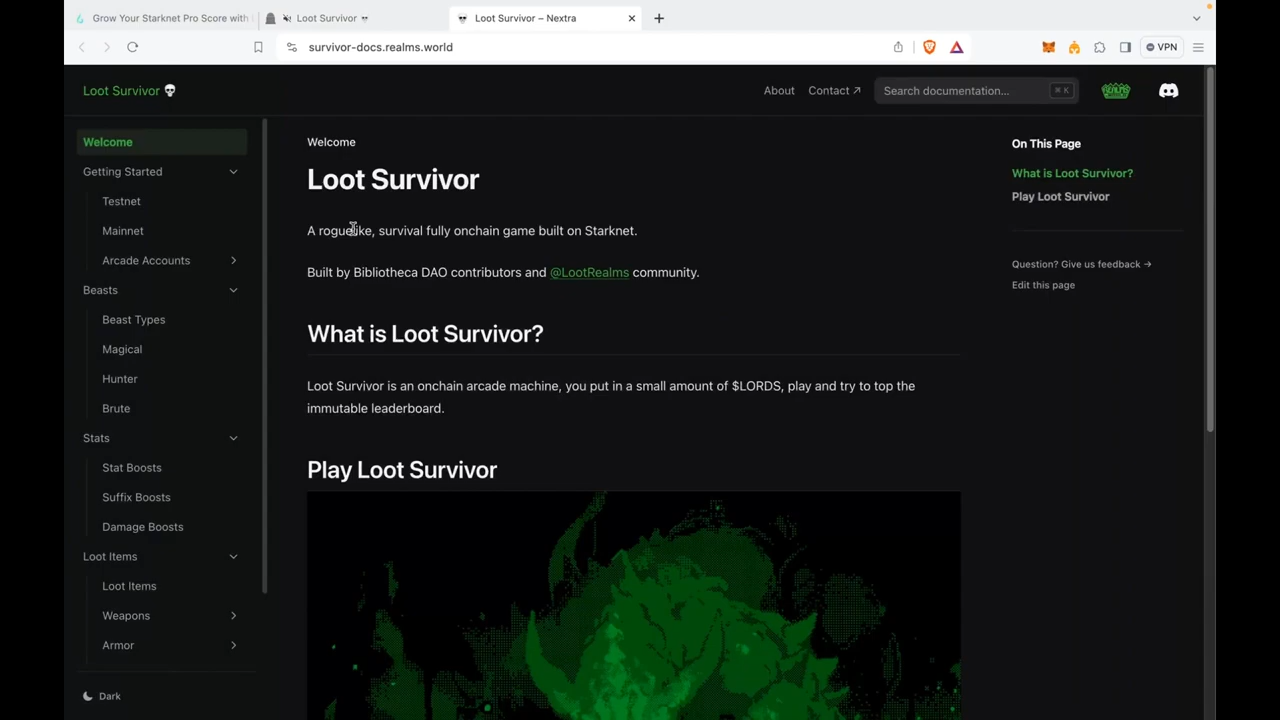 Grow Your Starknet Pro Score with
Loot Survivor
Loot Survivor – Nextra
survivor-docs.realms.world
VPN
Loot Survivor
About
Contact ↗
Search documentation...
⌘ K
Welcome
Getting Started
Testnet
Mainnet
Arcade Accounts
Beasts
Beast Types
Magical
Hunter
Brute
Stats
Stat Boosts
Suffix Boosts
Damage Boosts
Loot Items
Loot Items
Weapons
Armor
Dark
Welcome
Loot Survivor
A roguelike, survival fully onchain game built on Starknet.
Built by Bibliotheca DAO contributors and @LootRealms community.
What is Loot Survivor?
Loot Survivor is an onchain arcade machine, you put in a small amount of $LORDS, play and try to top the
immutable leaderboard.
Play Loot Survivor
On This Page
What is Loot Survivor?
Play Loot Survivor
Question? Give us feedback →
Edit this page